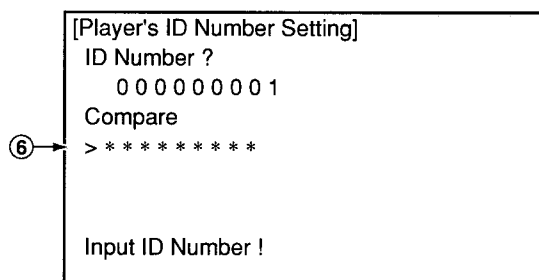 [Player's ID Number Setting]
ID Number ?
0 0 0 0 0 0 0 0 1
Compare
⑥ > * * * * * * * * *
Input ID Number !